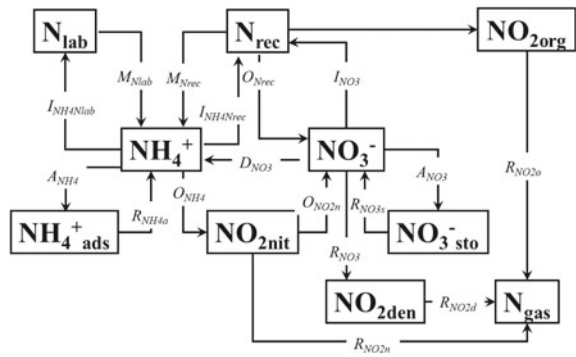 N_lab
N_rec
NO_2org
M_Nlab
M_Nrec
O_Nrec
I_NO3
I_NH4Nlab
I_NH4Nrec
NH_4^+
NO_3^-
D_NO3
R_NO2o
A_NH4
O_NH4
A_NO3
R_NH4a
O_NO2n
R_NO3s
NH_4^+_ads
NO_2nit
NO_3^-_sto
R_NO3
NO_2den
R_NO2d
N_gas
R_NO2n